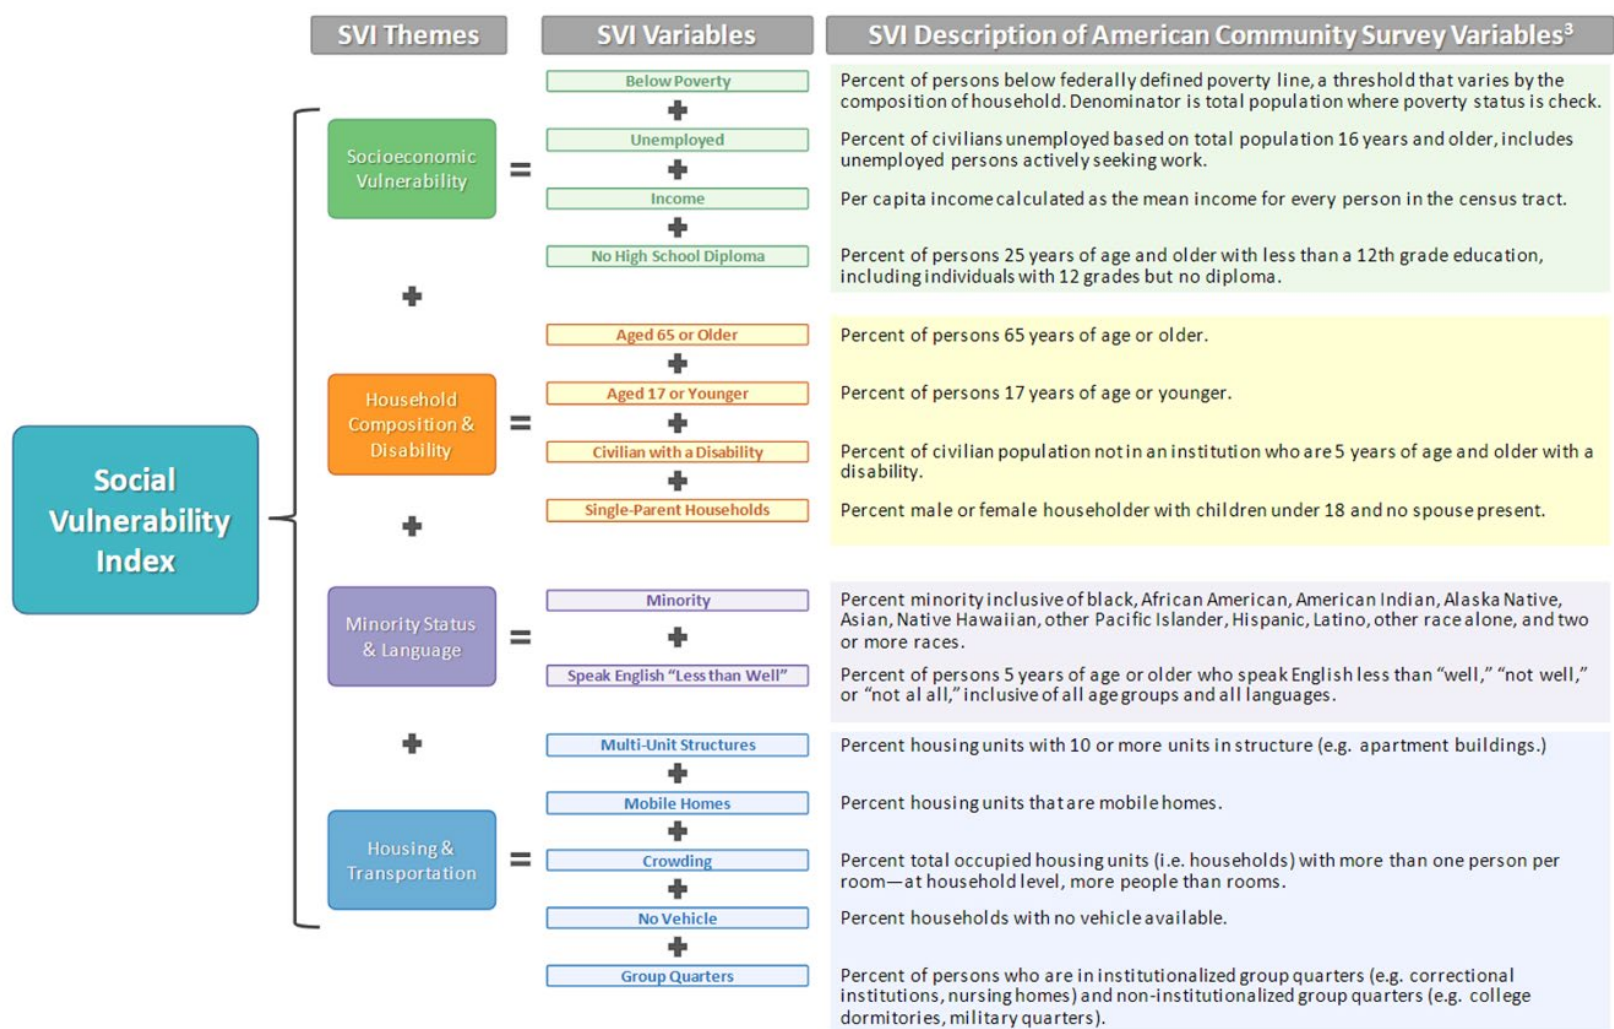 SVI Themes
SVI Variables
SVI Description of American Community Survey Variables³
Social
Vulnerability
Index
Socioeconomic
Vulnerability
=
Below Poverty
Percent of persons below federally defined poverty line, a threshold that varies by the
composition of household. Denominator is total population where poverty status is check.
+
Unemployed
Percent of civilians unemployed based on total population 16 years and older, includes
unemployed persons actively seeking work.
+
Income
Per capita income calculated as the mean income for every person in the census tract.
+
No High School Diploma
Percent of persons 25 years of age and older with less than a 12th grade education,
including individuals with 12 grades but no diploma.
+
Household
Composition &
Disability
=
Aged 65 or Older
Percent of persons 65 years of age or older.
+
Aged 17 or Younger
Percent of persons 17 years of age or younger.
+
Civilian with a Disability
Percent of civilian population not in an institution who are 5 years of age and older with a
disability.
+
Single-Parent Households
Percent male or female householder with children under 18 and no spouse present.
+
Minority Status
& Language
=
Minority
Percent minority inclusive of black, African American, American Indian, Alaska Native,
Asian, Native Hawaiian, other Pacific Islander, Hispanic, Latino, other race alone, and two
or more races.
+
Speak English “Less than Well”
Percent of persons 5 years of age or older who speak English less than “well,” “not well,”
or “not al all,” inclusive of all age groups and all languages.
+
Housing &
Transportation
=
Multi-Unit Structures
Percent housing units with 10 or more units in structure (e.g. apartment buildings.)
+
Mobile Homes
Percent housing units that are mobile homes.
+
Crowding
Percent total occupied housing units (i.e. households) with more than one person per
room—at household level, more people than rooms.
+
No Vehicle
Percent households with no vehicle available.
+
Group Quarters
Percent of persons who are in institutionalized group quarters (e.g. correctional
institutions, nursing homes) and non-institutionalized group quarters (e.g. college
dormitories, military quarters).